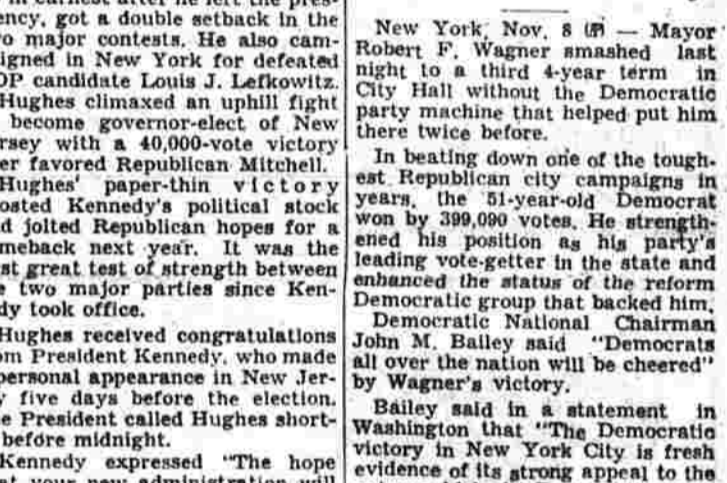 ency, got a double setback in the
o major contests. He also cam-
igned in New York for defeated
OP candidate Louis J. Lefkowitz.
Hughes climaxed an uphill fight
become governor-elect of New
rsey with a 40,000-vote victory
er favored Republican Mitchell.
Hughes' paper-thin victory
osted Kennedy's political stock
d jolted Republican hopes for a
meback next year. It was the
st great test of strength between
e two major parties since Ken-
dy took office.
Hughes received congratulations
om President Kennedy, who made
personal appearance in New Jer-
y five days before the election.
e President called Hughes short-
before midnight.
Kennedy expressed "The hope
New York, Nov. 8 (AP) — Mayor
Robert F. Wagner smashed last
night to a third 4-year term in
City Hall without the Democratic
party machine that helped put him
there twice before.
In beating down one of the tough-
est Republican city campaigns in
years, the 51-year-old Democrat
won by 399,090 votes. He strength-
ened his position as his party's
leading vote-getter in the state and
enhanced the status of the reform
Democratic group that backed him.
Democratic National Chairman
John M. Bailey said "Democrats
all over the nation will be cheered"
by Wagner's victory.
Bailey said in a statement in
Washington that "The Democratic
victory in New York City is fresh
evidence of its strong appeal to the